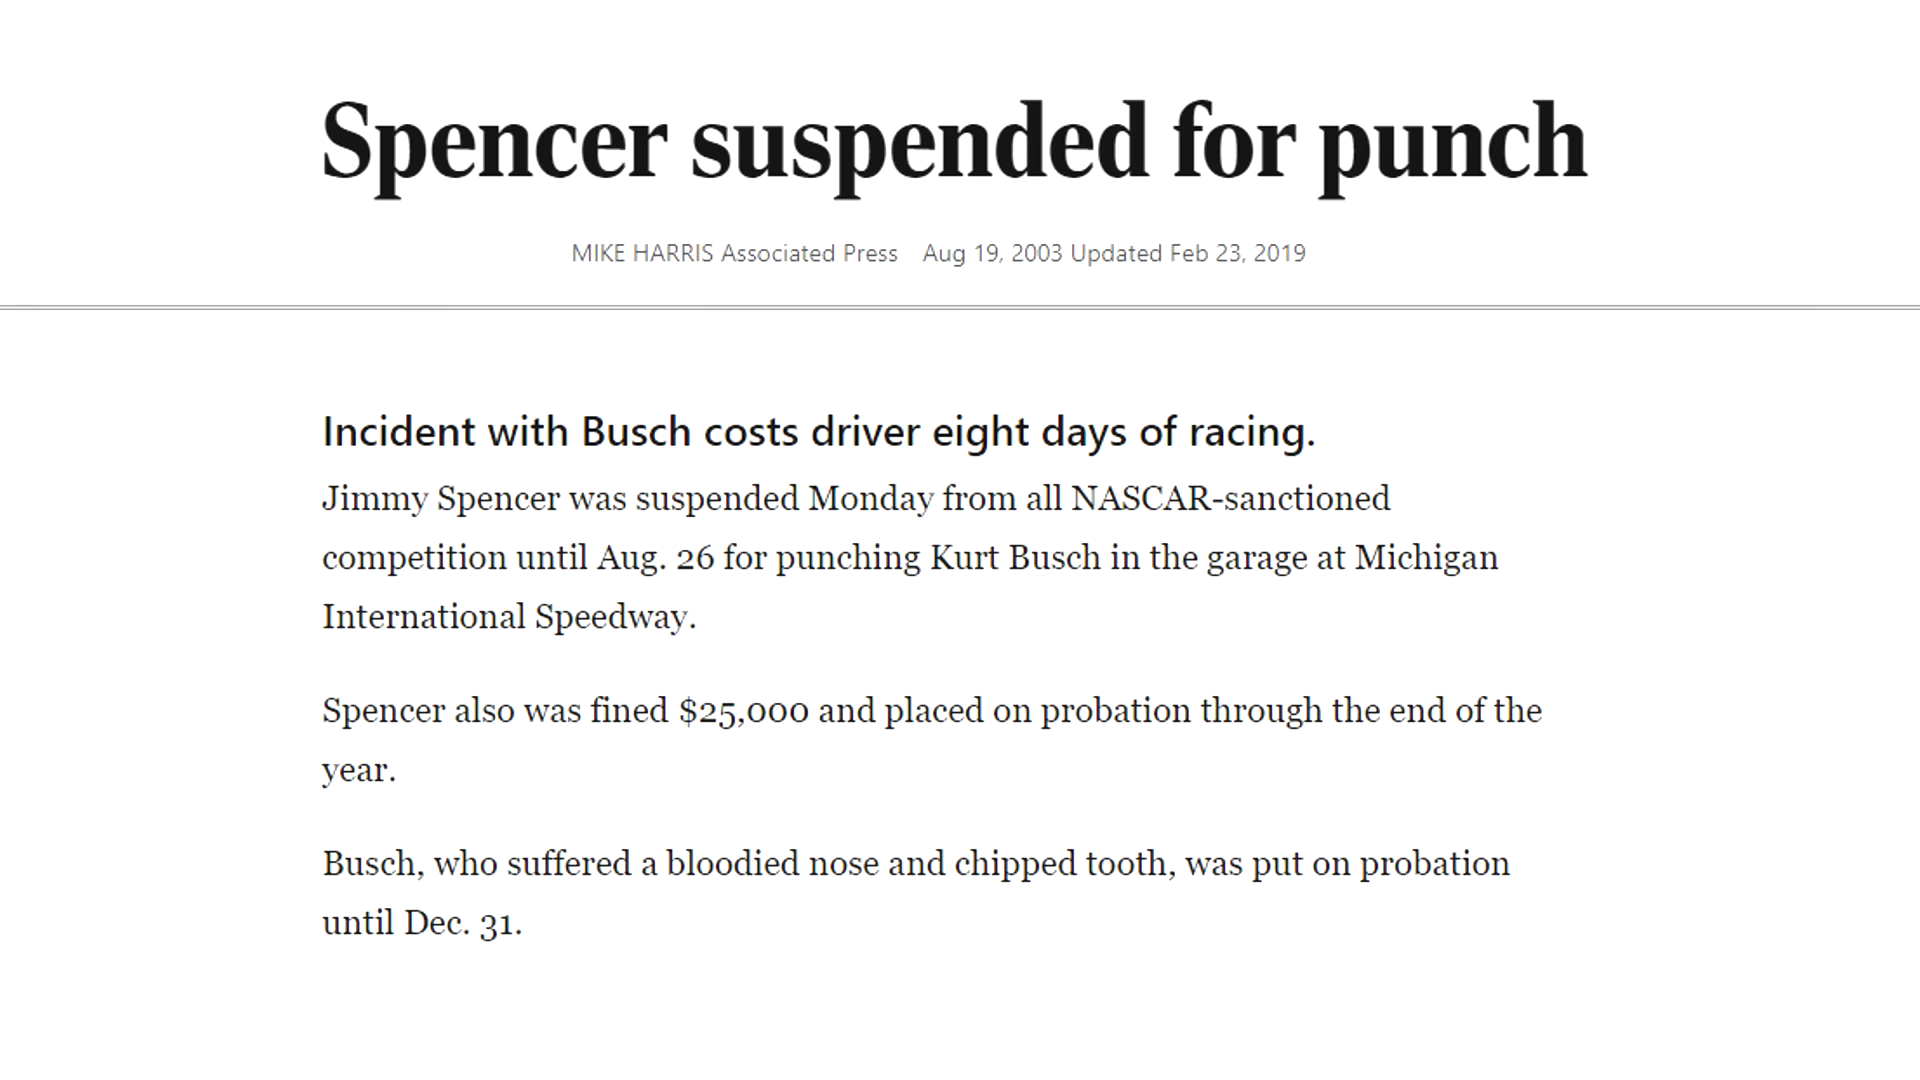 Spencer suspended for punch
MIKE HARRIS Associated Press Aug 19, 2003 Updated Feb 23, 2019
Incident with Busch costs driver eight days of racing.
Jimmy Spencer was suspended Monday from all NASCAR-sanctioned
competition until Aug. 26 for punching Kurt Busch in the garage at Michigan
International Speedway.
Spencer also was fined $25,000 and placed on probation through the end of the
year.
Busch, who suffered a bloodied nose and chipped tooth, was put on probation
until Dec. 31.